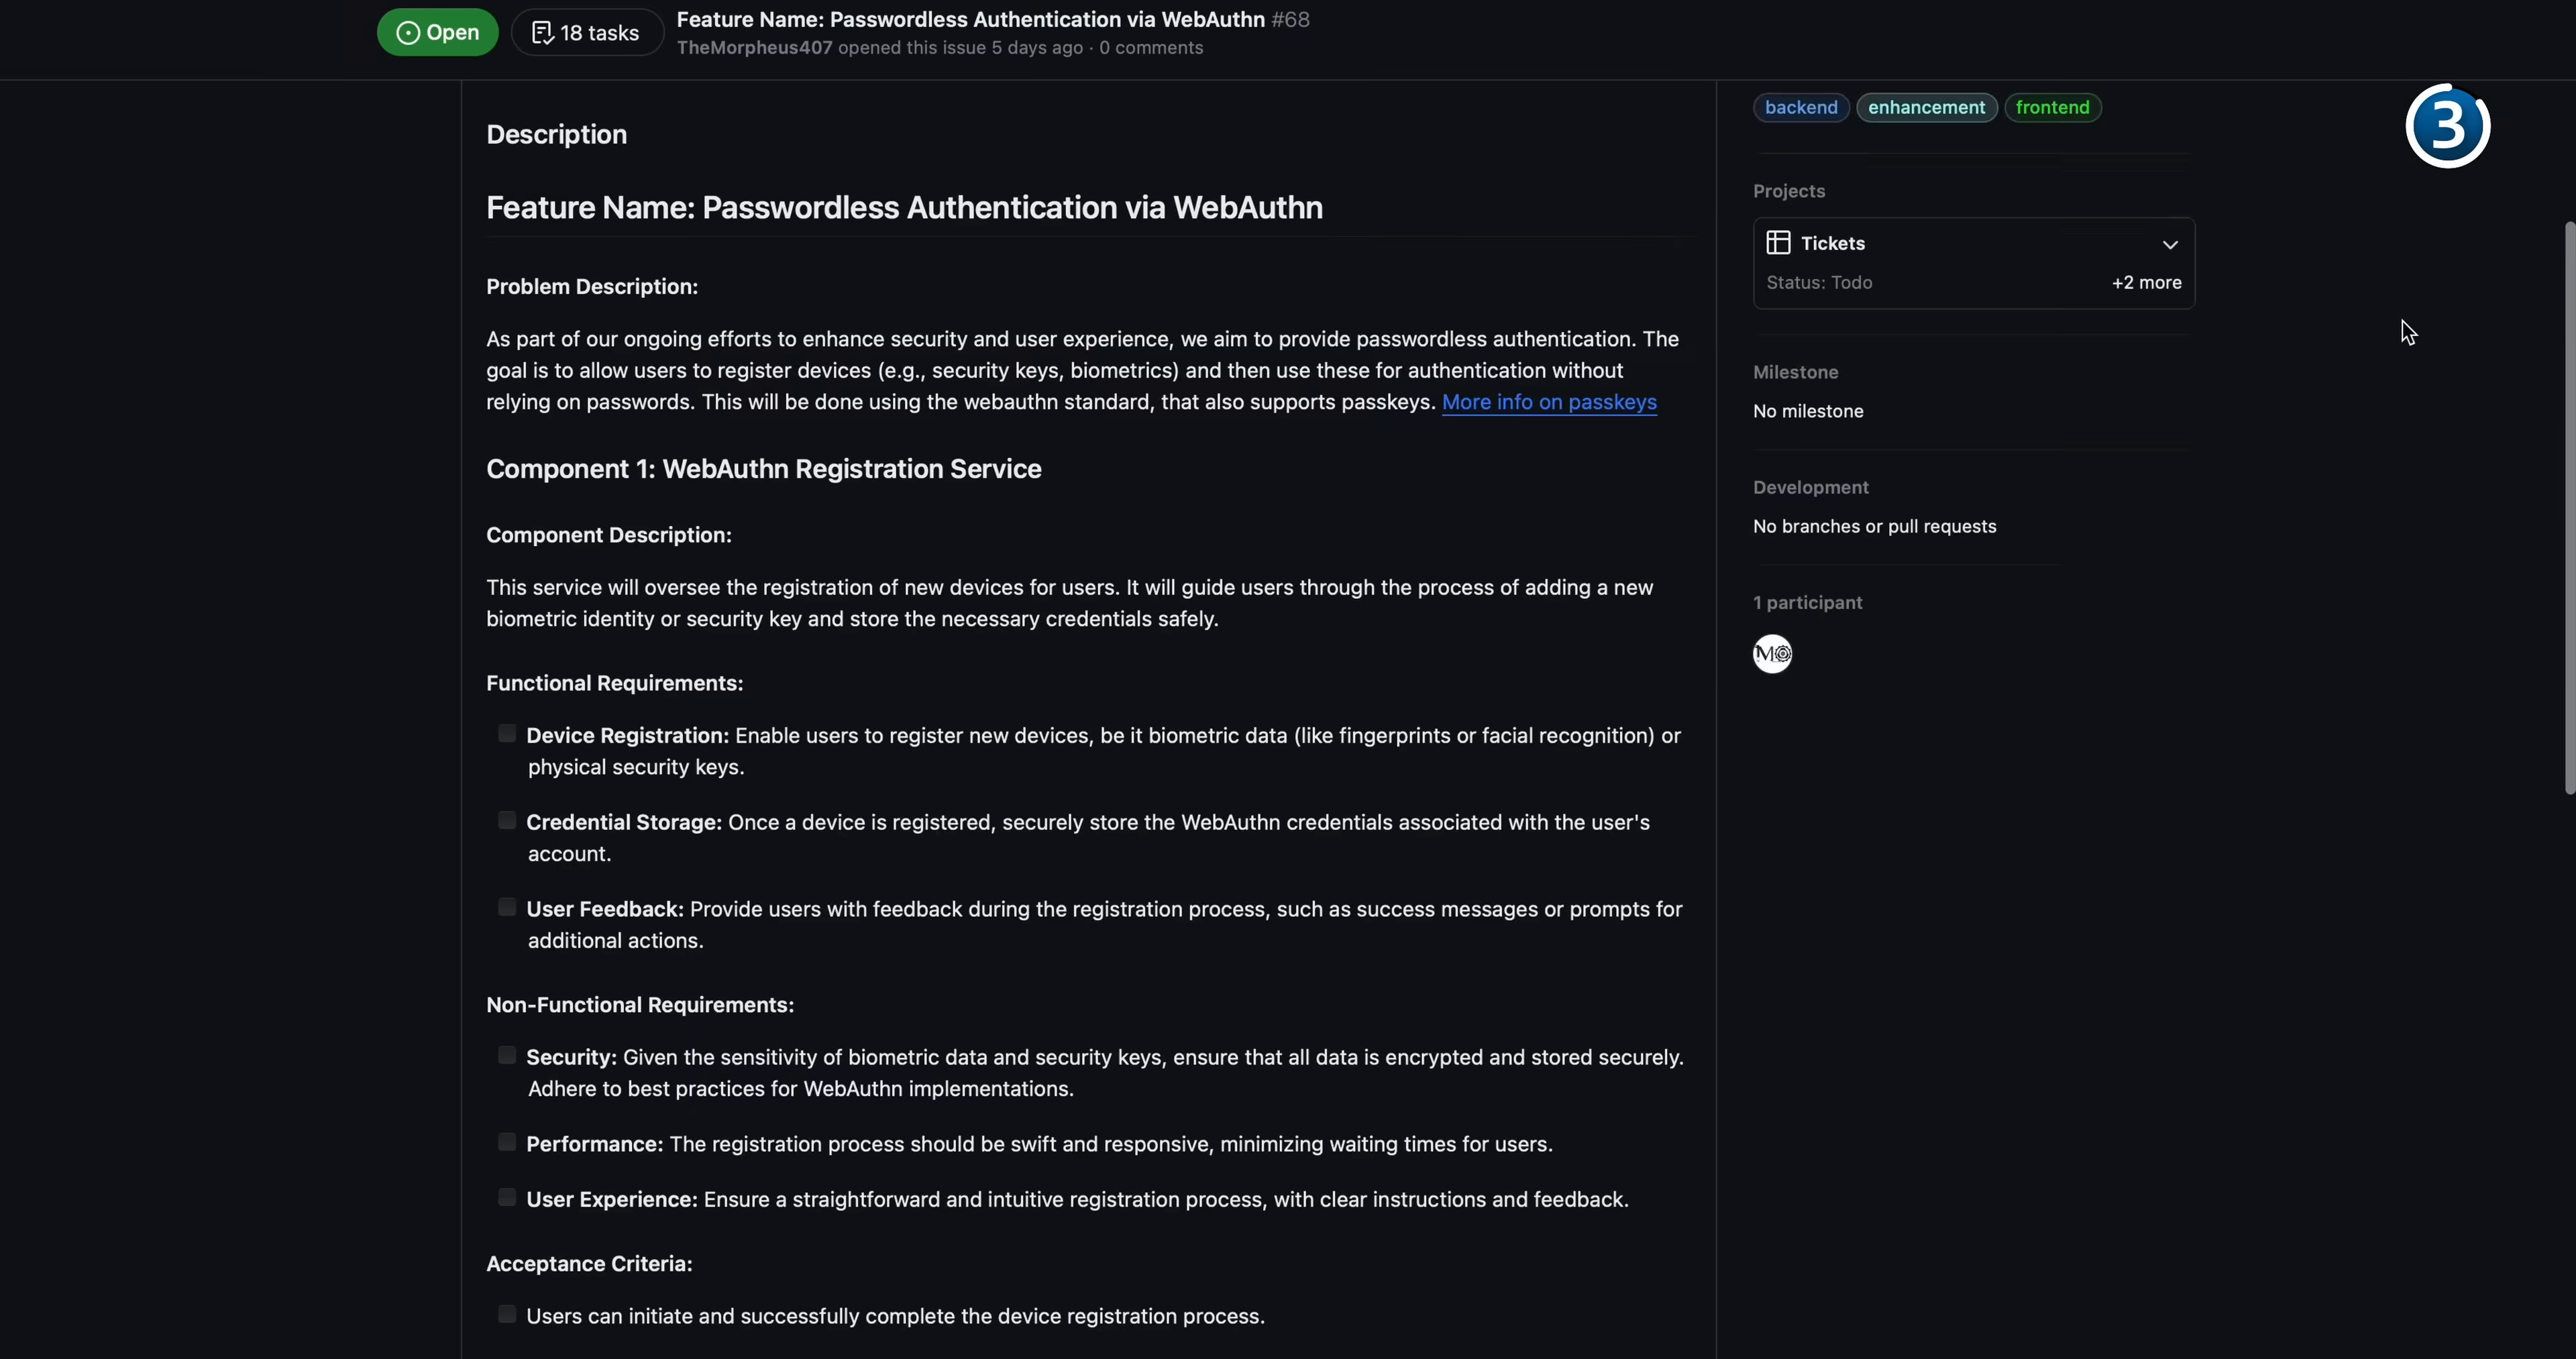 Open
18 tasks
Feature Name: Passwordless Authentication via WebAuthn #68
TheMorpheus407 opened this issue 5 days ago · 0 comments
Description
Feature Name: Passwordless Authentication via WebAuthn
Problem Description:
As part of our ongoing efforts to enhance security and user experience, we aim to provide passwordless authentication. The
goal is to allow users to register devices (e.g., security keys, biometrics) and then use these for authentication without
relying on passwords. This will be done using the webauthn standard, that also supports passkeys. More info on passkeys
Component 1: WebAuthn Registration Service
Component Description:
This service will oversee the registration of new devices for users. It will guide users through the process of adding a new
biometric identity or security key and store the necessary credentials safely.
Functional Requirements:
Device Registration: Enable users to register new devices, be it biometric data (like fingerprints or facial recognition) or
physical security keys.
Credential Storage: Once a device is registered, securely store the WebAuthn credentials associated with the user's
account.
User Feedback: Provide users with feedback during the registration process, such as success messages or prompts for
additional actions.
Non-Functional Requirements:
Security: Given the sensitivity of biometric data and security keys, ensure that all data is encrypted and stored securely.
Adhere to best practices for WebAuthn implementations.
Performance: The registration process should be swift and responsive, minimizing waiting times for users.
User Experience: Ensure a straightforward and intuitive registration process, with clear instructions and feedback.
Acceptance Criteria:
Users can initiate and successfully complete the device registration process.
backend enhancement frontend
Projects
Tickets
Status: Todo +2 more
Milestone
No milestone
Development
No branches or pull requests
1 participant
M
3